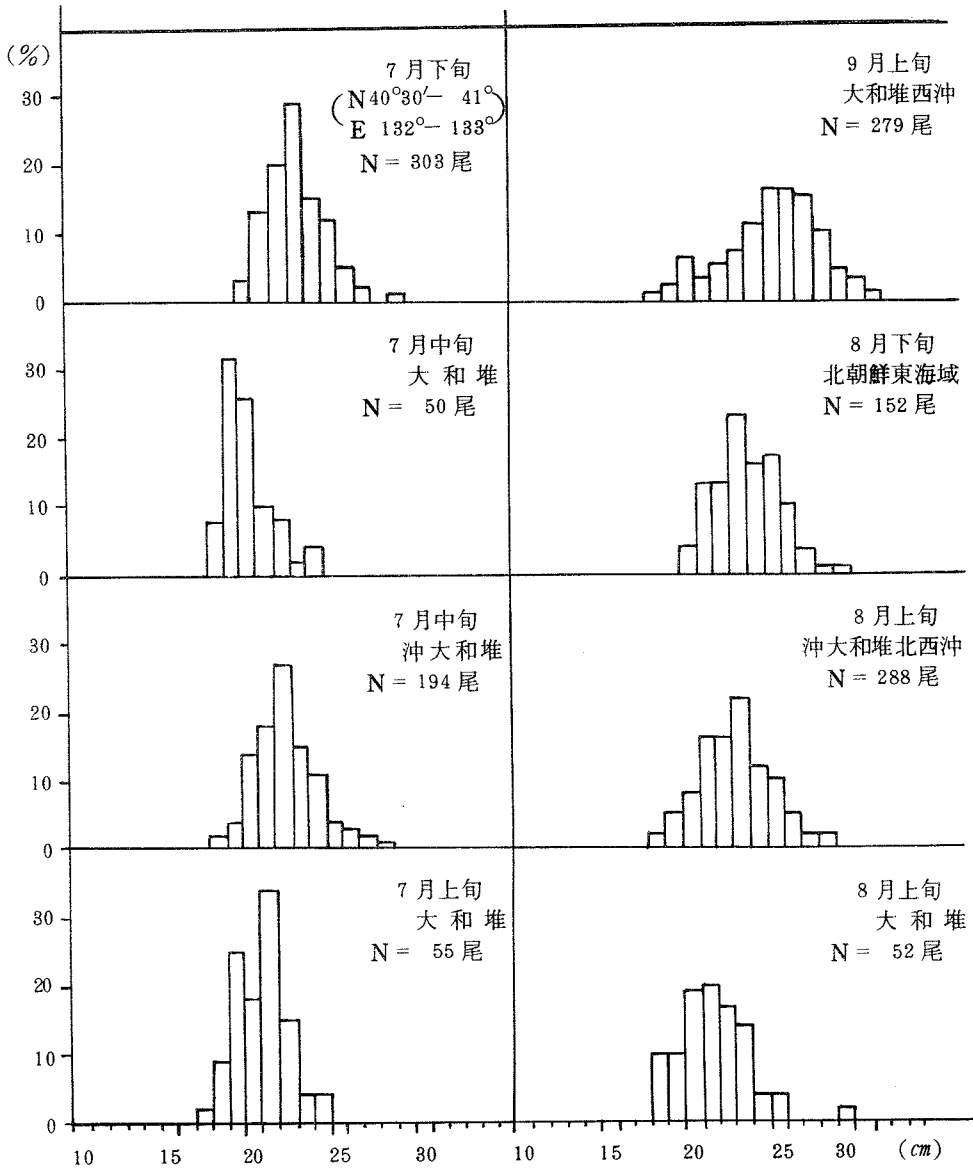 (%)
30
20
10
0
7月下旬
(N 40°30′− 41°
E 132°− 133°)
N = 303 尾
9月上旬
大和堆西沖
N = 279 尾
30
20
10
0
7月中旬
大和堆
N = 50 尾
8月下旬
北朝鮮東海域
N = 152 尾
30
20
10
0
7月中旬
沖大和堆
N = 194 尾
8月上旬
沖大和堆北西沖
N = 288 尾
30
20
10
0
7月上旬
大和堆
N = 55 尾
8月上旬
大和堆
N = 52 尾
10 15 20 25 30 10 15 20 25 30 (cm)